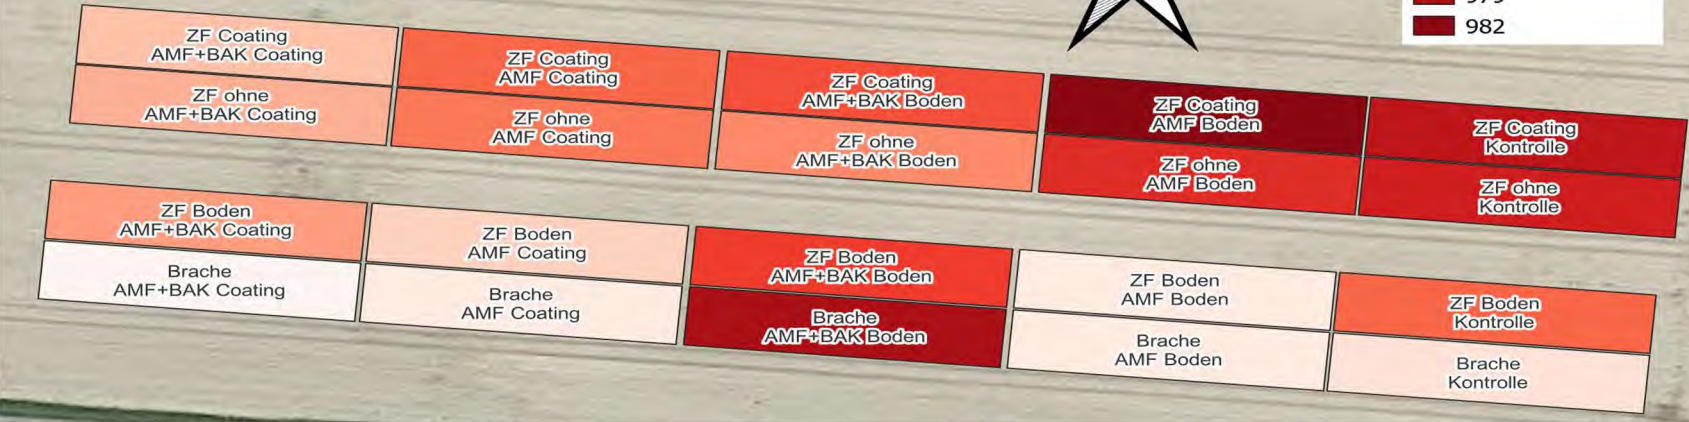 982
ZF Coating
AMF+BAK Coating
ZF ohne
AMF+BAK Coating
ZF Coating
AMF Coating
ZF ohne
AMF Coating
ZF Coating
AMF+BAK Boden
ZF ohne
AMF+BAK Boden
ZF Coating
AMF Boden
ZF ohne
AMF Boden
ZF Coating
Kontrolle
ZF ohne
Kontrolle
ZF Boden
AMF+BAK Coating
Brache
AMF+BAK Coating
ZF Boden
AMF Coating
Brache
AMF Coating
ZF Boden
AMF+BAK Boden
Brache
AMF+BAK Boden
ZF Boden
AMF Boden
Brache
AMF Boden
ZF Boden
Kontrolle
Brache
Kontrolle